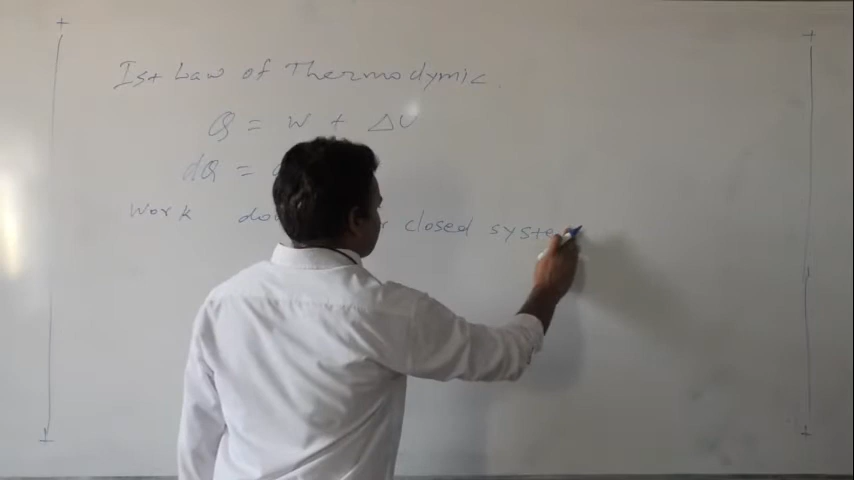 Ist Law of Thermodymic.
Q = W + ΔU
dQ =
Work closed syste